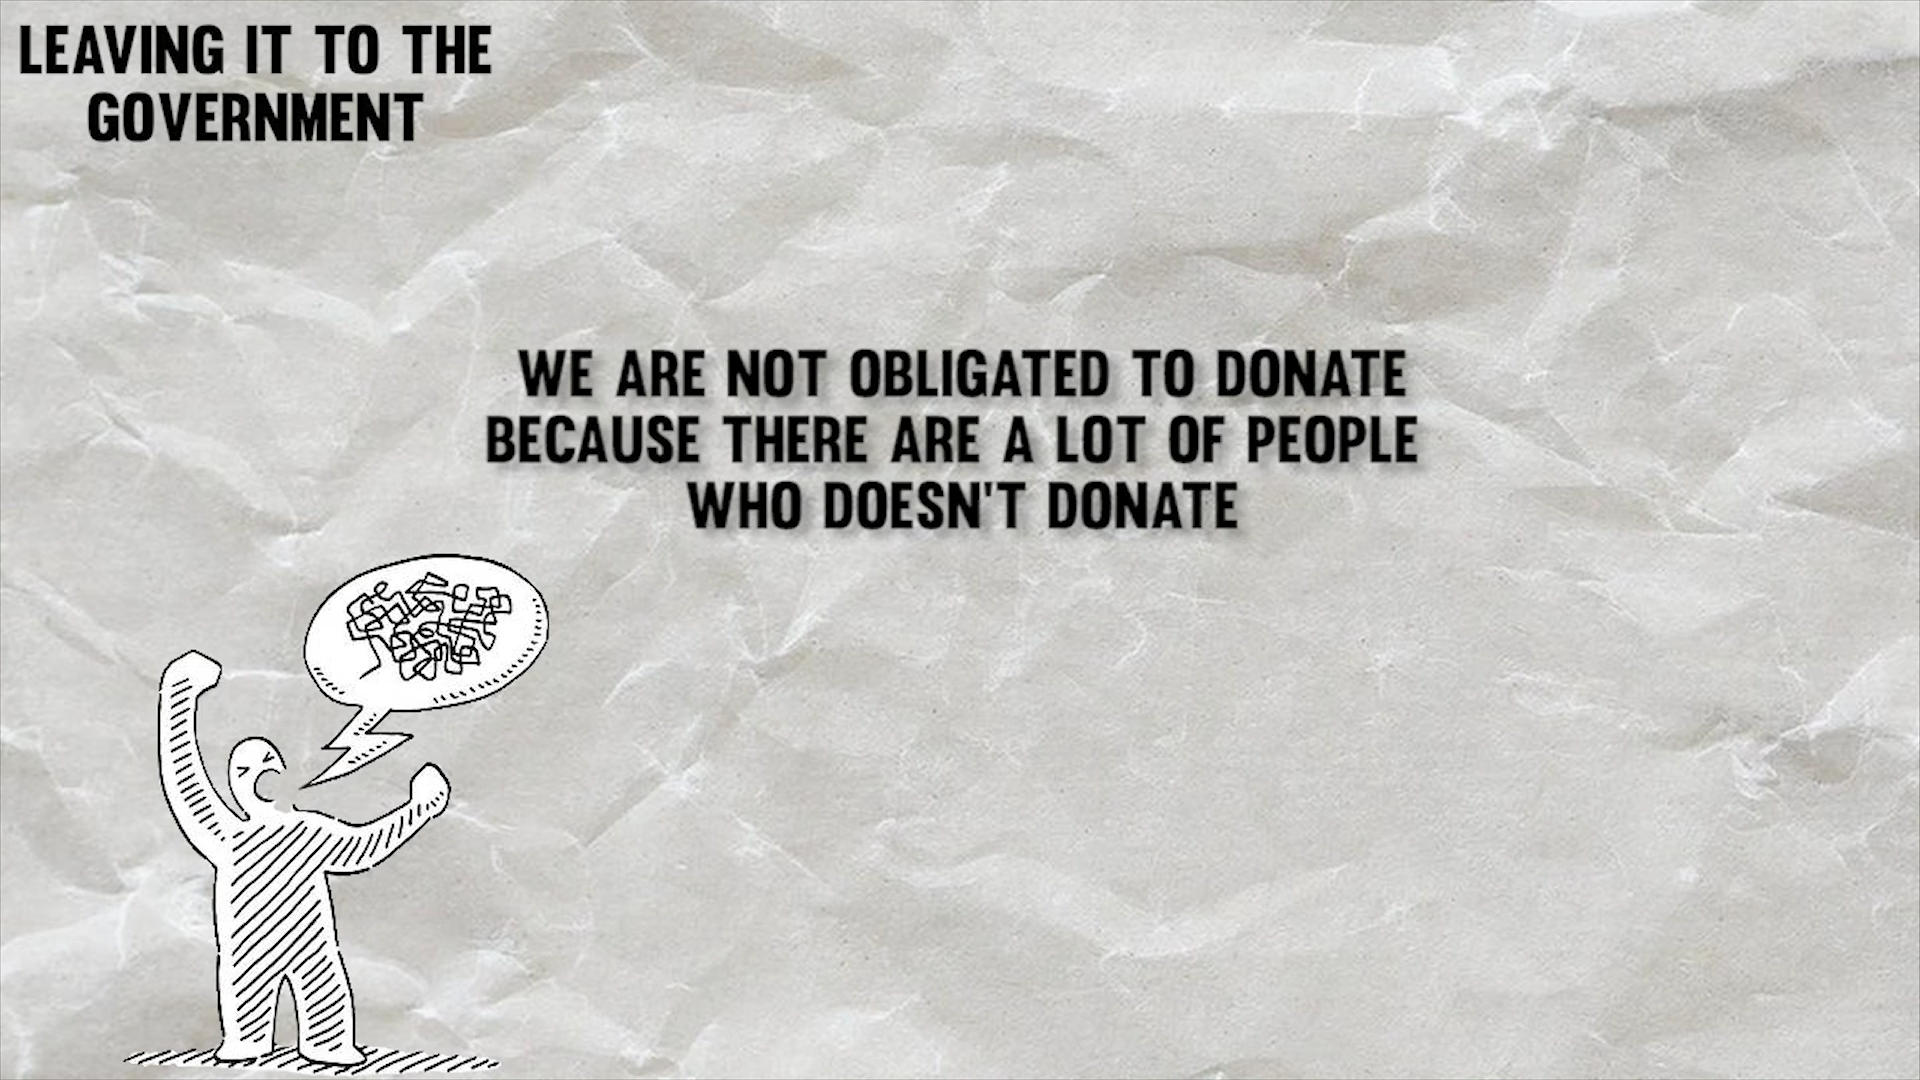 LEAVING IT TO THE
GOVERNMENT
WE ARE NOT OBLIGATED TO DONATE
BECAUSE THERE ARE A LOT OF PEOPLE
WHO DOESN'T DONATE